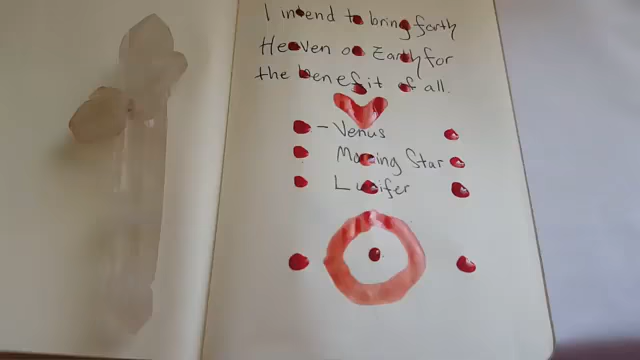 I intend to bring forth
Heaven on Earth for
the benefit of all.
- Venus
Morning Star
Lucifer